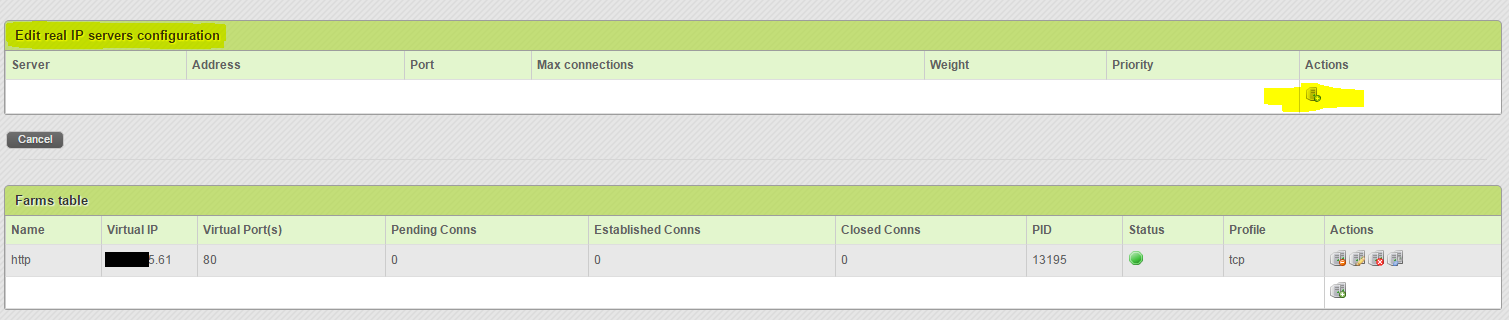 Edit real IP servers configuration
Server Address Port Max connections Weight Priority Actions
Cancel
Farms table
Name Virtual IP Virtual Port(s) Pending Conns Established Conns Closed Conns PID Status Profile Actions
http 5.61 80 0 0 0 13195 tcp